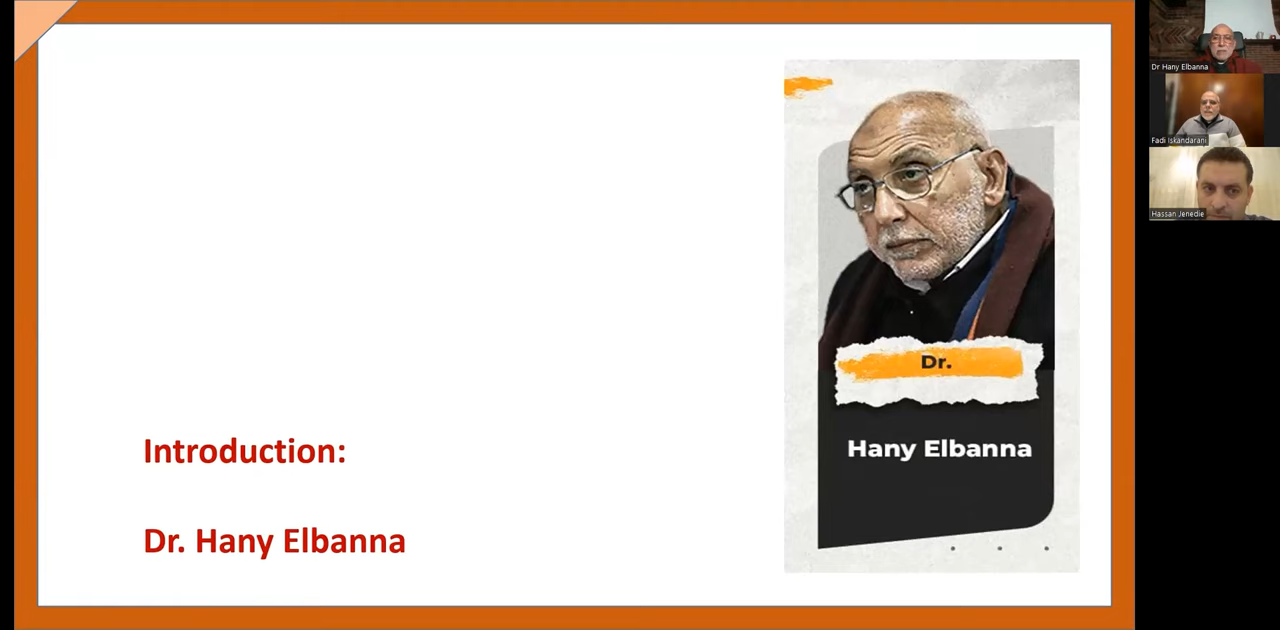 Introduction:
Dr. Hany Elbanna
Dr.
Hany Elbanna
Dr Hany Elbanna
Fadi Iskandarani
Hassan Jenedie